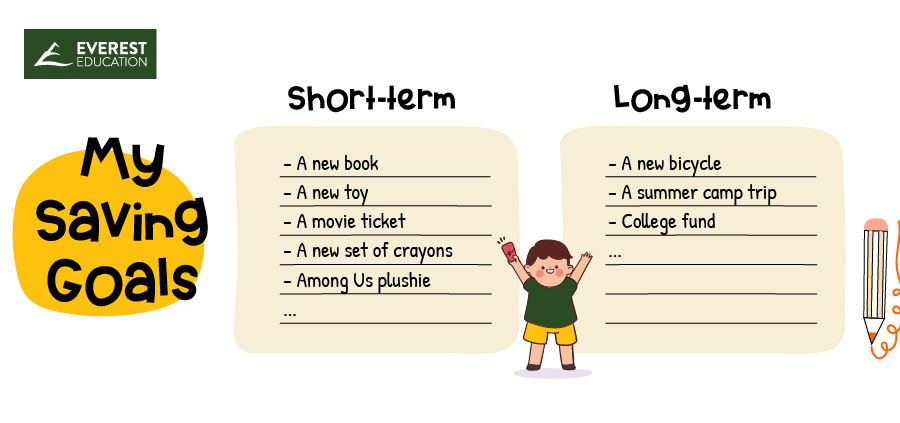 EVEREST
EDUCATION
My
Saving
Goals
Short-term
- A new book
- A new toy
- A movie ticket
- A new set of crayons
- Among Us plushie
...
Long-term
- A new bicycle
- A summer camp trip
- College fund
...